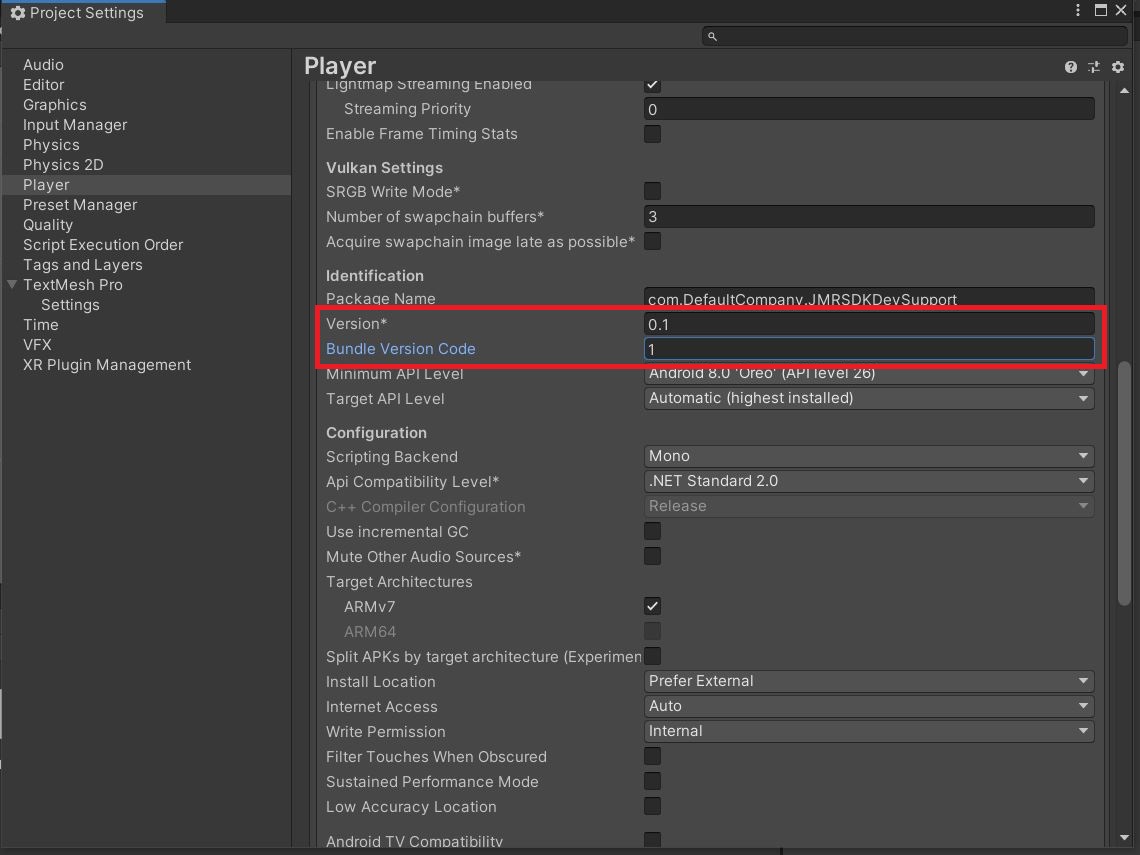 Project Settings
Audio
Editor
Graphics
Input Manager
Physics
Physics 2D
Player
Preset Manager
Quality
Script Execution Order
Tags and Layers
TextMesh Pro
Settings
Time
VFX
XR Plugin Management
Player
Lightmap Streaming Enabled
Streaming Priority 0
Enable Frame Timing Stats
Vulkan Settings
SRGB Write Mode*
Number of swapchain buffers* 3
Acquire swapchain image late as possible*
Identification
Package Name com.DefaultCompany.JMRSDKDevSupport
Version* 0.1
Bundle Version Code 1
Minimum API Level Android 8.0 'Oreo' (API level 26)
Target API Level Automatic (highest installed)
Configuration
Scripting Backend Mono
Api Compatibility Level* .NET Standard 2.0
C++ Compiler Configuration Release
Use incremental GC
Mute Other Audio Sources*
Target Architectures
ARMv7
ARM64
Split APKs by target architecture (Experimen
Install Location Prefer External
Internet Access Auto
Write Permission Internal
Filter Touches When Obscured
Sustained Performance Mode
Low Accuracy Location
Android TV Compatibility